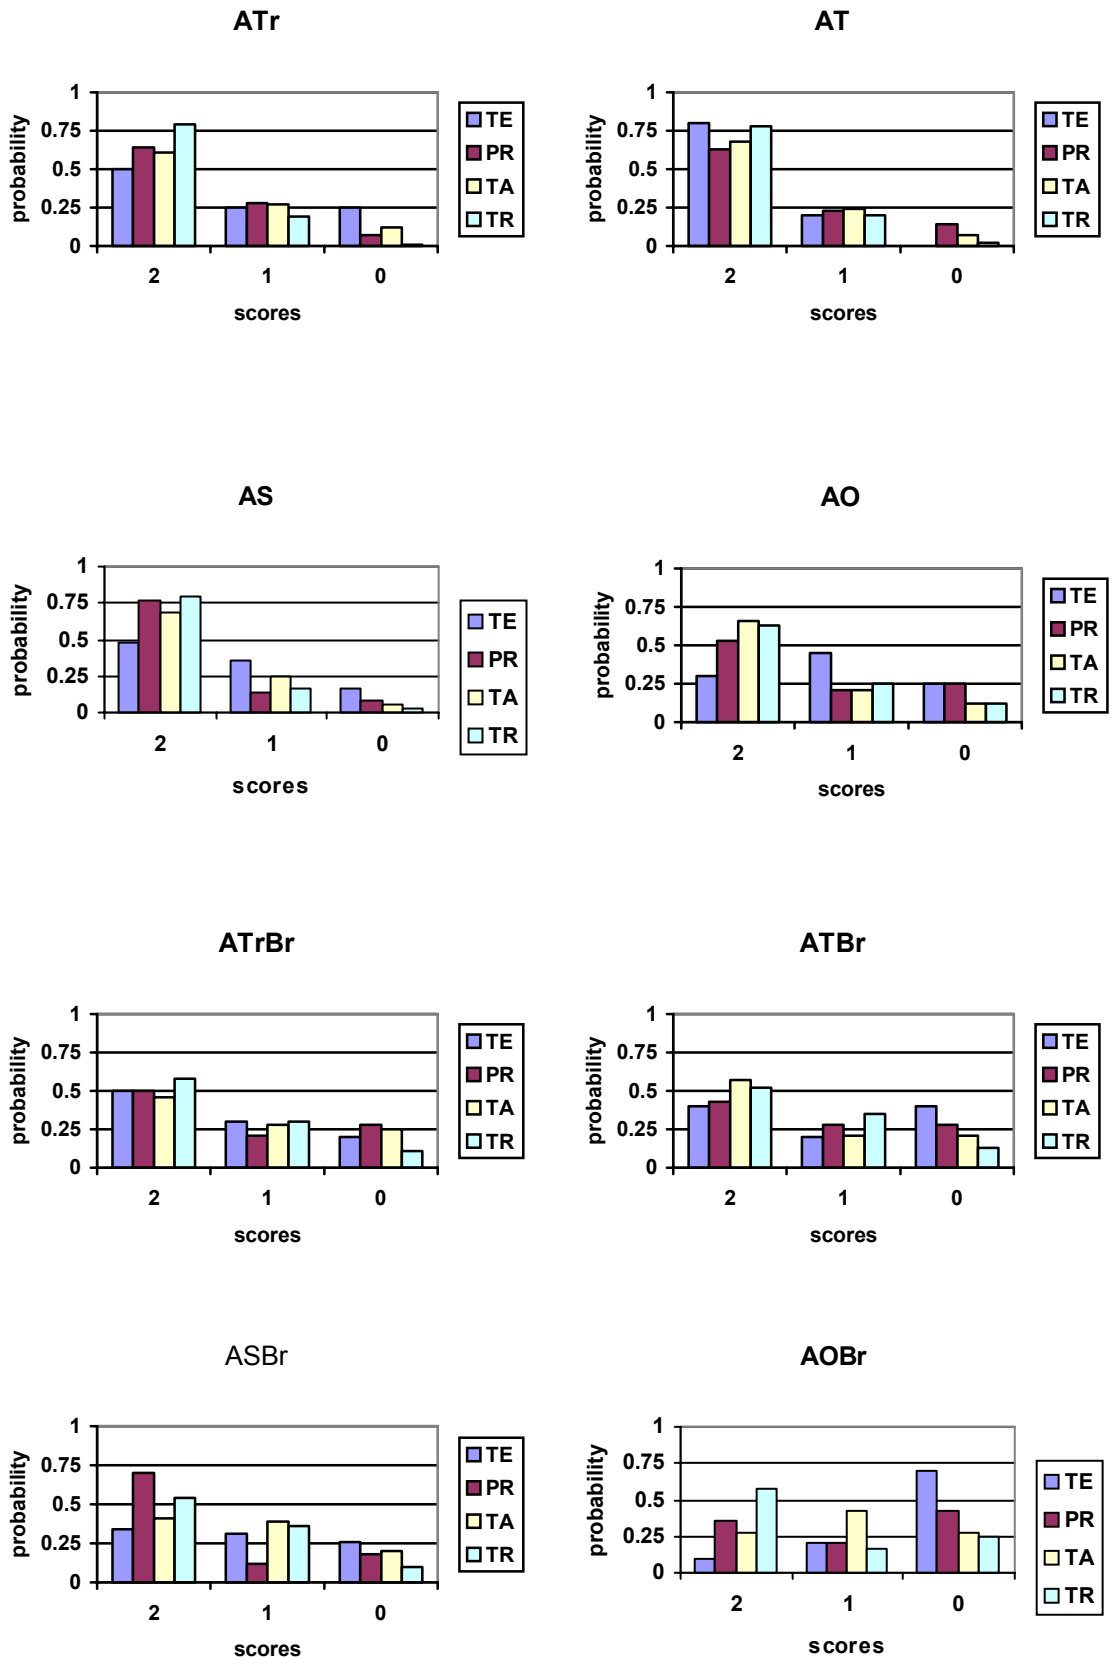 ATr
probability
1
0.75
0.5
0.25
0
2 1 0
scores
TE
PR
TA
TR
AT
probability
1
0.75
0.5
0.25
0
2 1 0
scores
TE
PR
TA
TR
AS
probability
1
0.75
0.5
0.25
0
2 1 0
scores
TE
PR
TA
TR
AO
probability
1
0.75
0.5
0.25
0
2 1 0
scores
TE
PR
TA
TR
ATrBr
probability
1
0.75
0.5
0.25
0
2 1 0
scores
TE
PR
TA
TR
ATBr
probability
1
0.75
0.5
0.25
0
2 1 0
scores
TE
PR
TA
TR
ASBr
probability
1
0.75
0.5
0.25
0
2 1 0
scores
TE
PR
TA
TR
AOBr
probability
1
0.75
0.5
0.25
0
2 1 0
scores
TE
PR
TA
TR